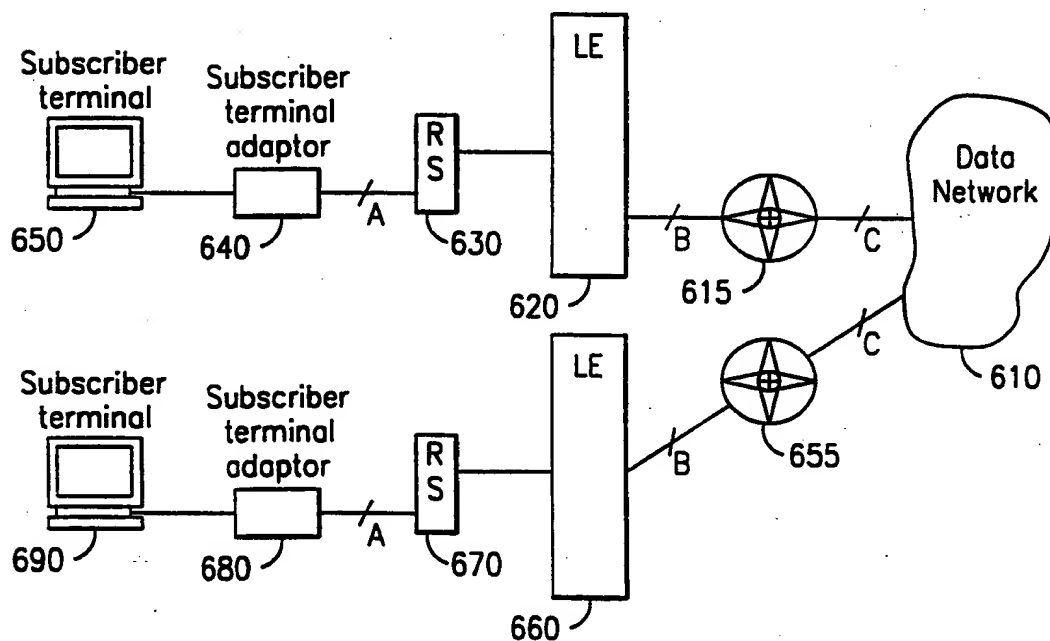 Subscriber
terminal
650
Subscriber
terminal
adaptor
640
A
R
S
630
LE
620
B
615
C
Data
Network
610
Subscriber
terminal
690
Subscriber
terminal
adaptor
680
A
R
S
670
LE
660
B
655
C